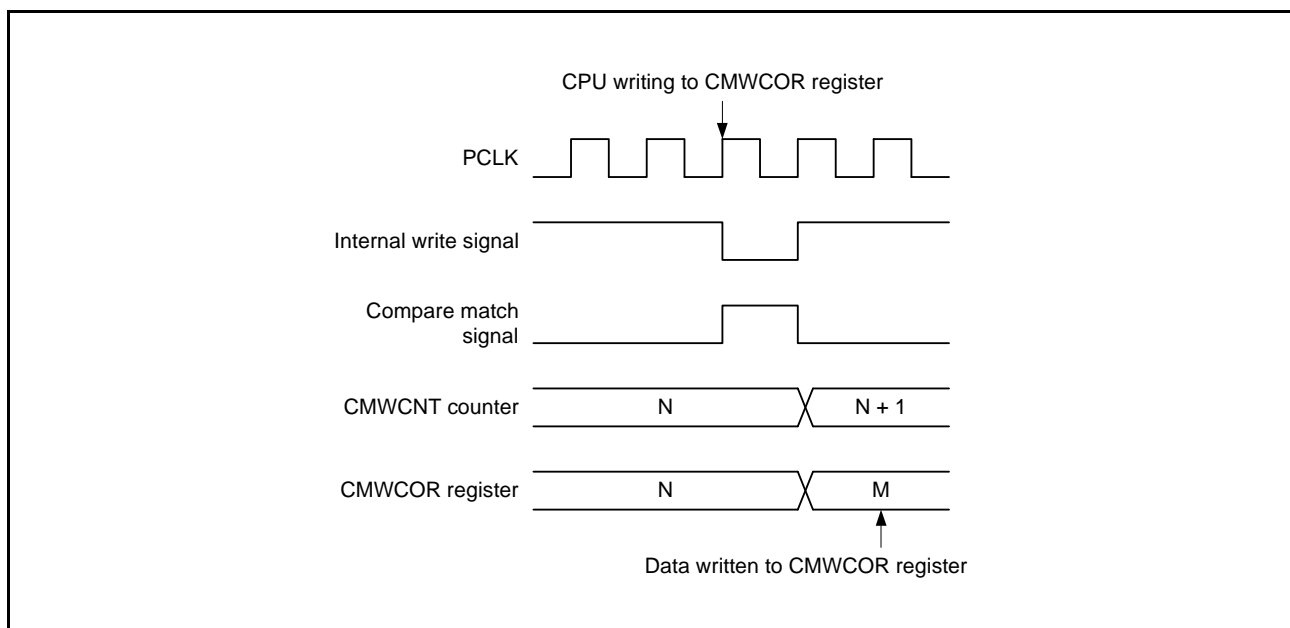 CPU writing to CMWCOR register
PCLK
Internal write signal
Compare match
signal
CMWCNT counter
N
N + 1
CMWCOR register
N
M
Data written to CMWCOR register